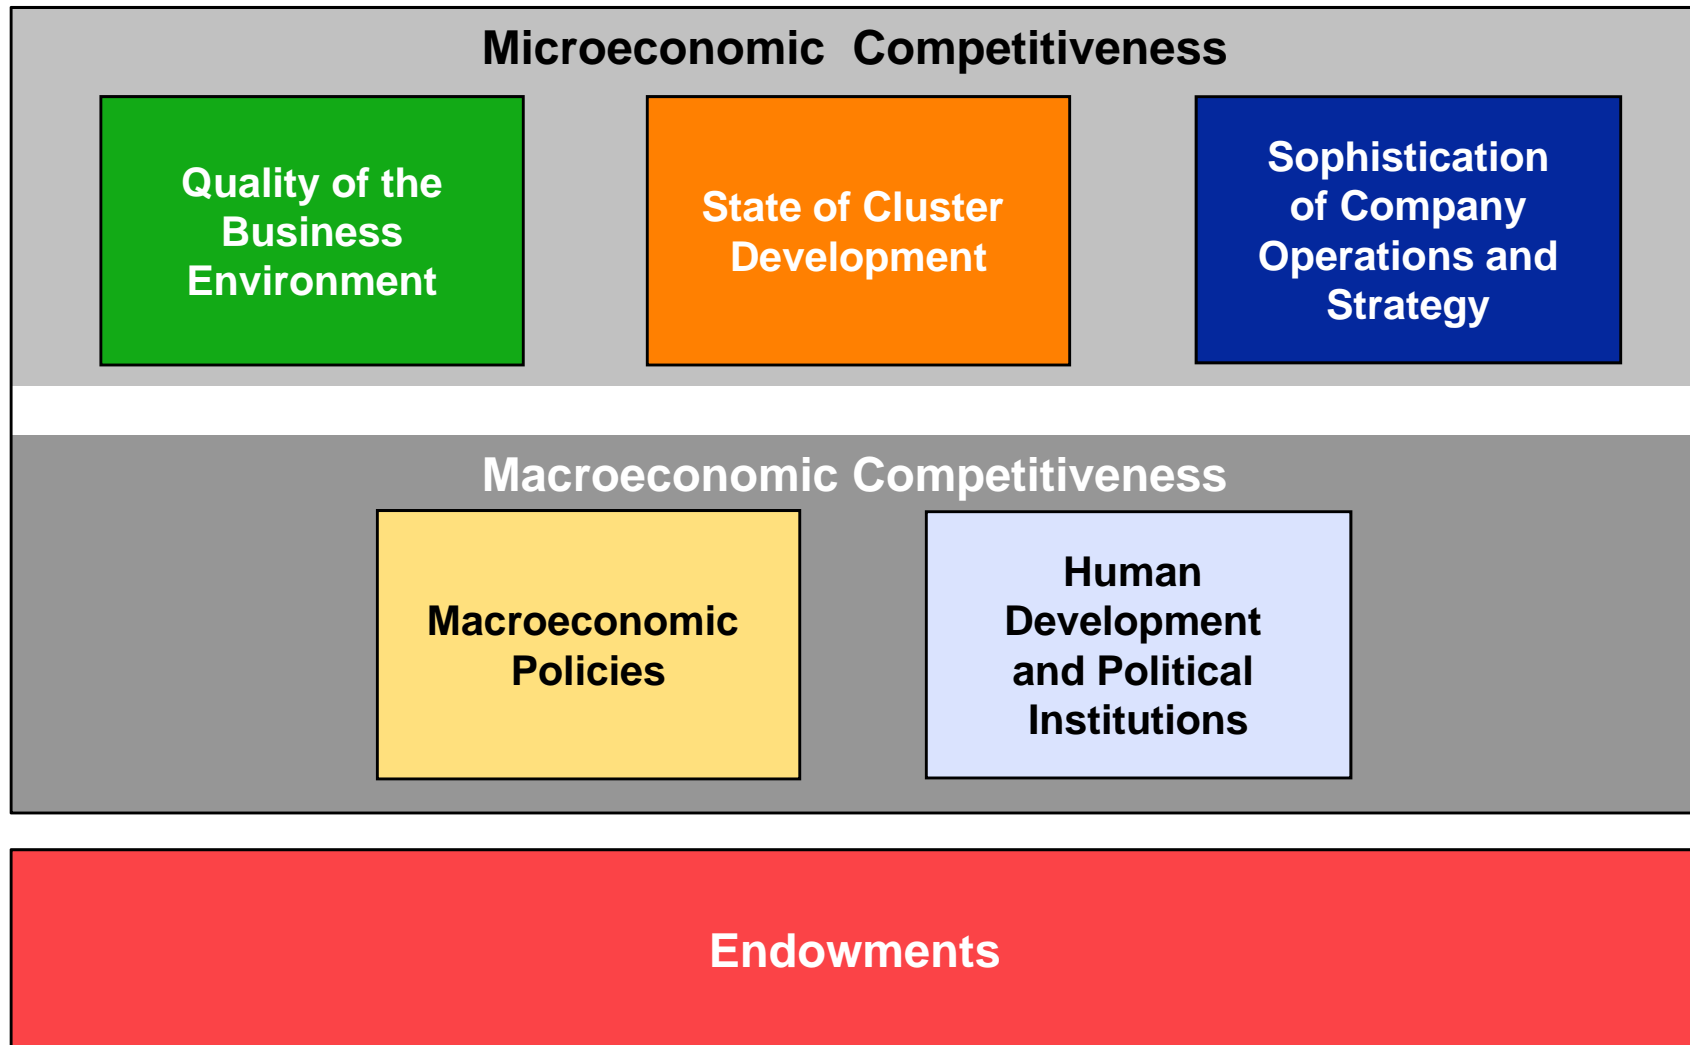 Microeconomic Competitiveness
Quality of the
Business
Environment
State of Cluster
Development
Sophistication
of Company
Operations and
Strategy
Macroeconomic Competitiveness
Macroeconomic
Policies
Human
Development
and Political
Institutions
Endowments